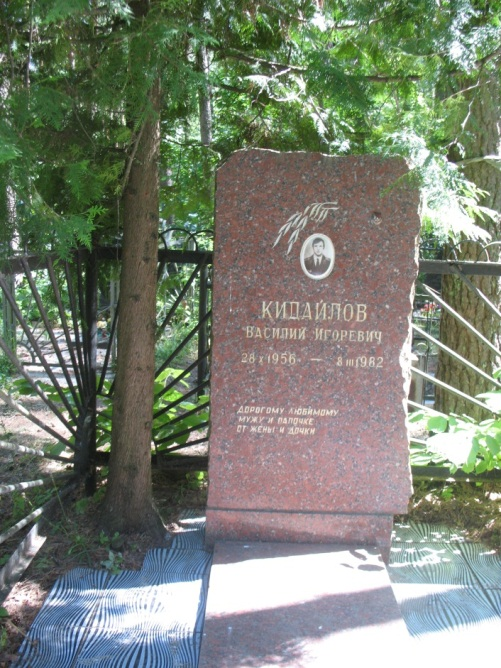 КИДАЙЛОВ
ВАСИЛИЙ ИГОРЕВИЧ
28 X 1956 — 8 III 1982
ДОРОГОМУ ЛЮБИМОМУ
МУЖУ И ПАПОЧКЕ
ОТ ЖЕНЫ И ДОЧКИ